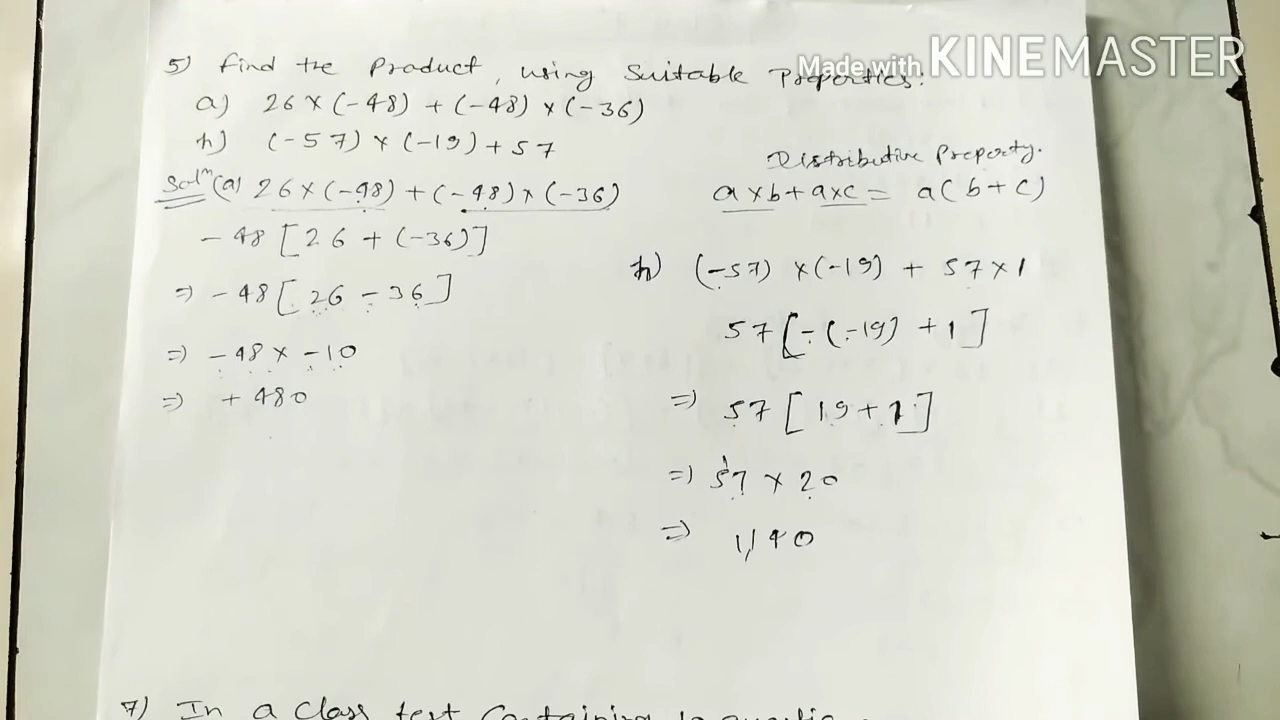 Made with KINEMASTER
5) Find the Product, using Suitable Properties:
a) 26 × (-48) + (-48) × (-36)
h) (-57) × (-19) + 57
Solⁿ (a) 26 × (-48) + (-48) × (-36)
- 48 [26 + (-36)]
=> - 48 [26 - 36]
=> - 48 × - 10
=> + 480
Distributive Property.
a×b + a×c = a(b+c)
h) (-57) × (-19) + 57 × 1
57 [-(-19) + 1]
=> 57 [19 + 1]
=> 57 × 20
=> 1,140
7) In a Class test Containing